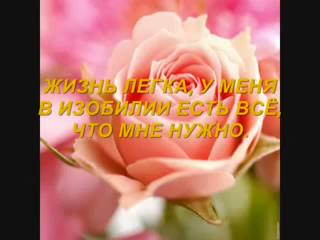 ЖИЗНЬ ЛЕГКА, У МЕНЯ
В ИЗОБИЛИИ ЕСТЬ ВСЁ,
ЧТО МНЕ НУЖНО.